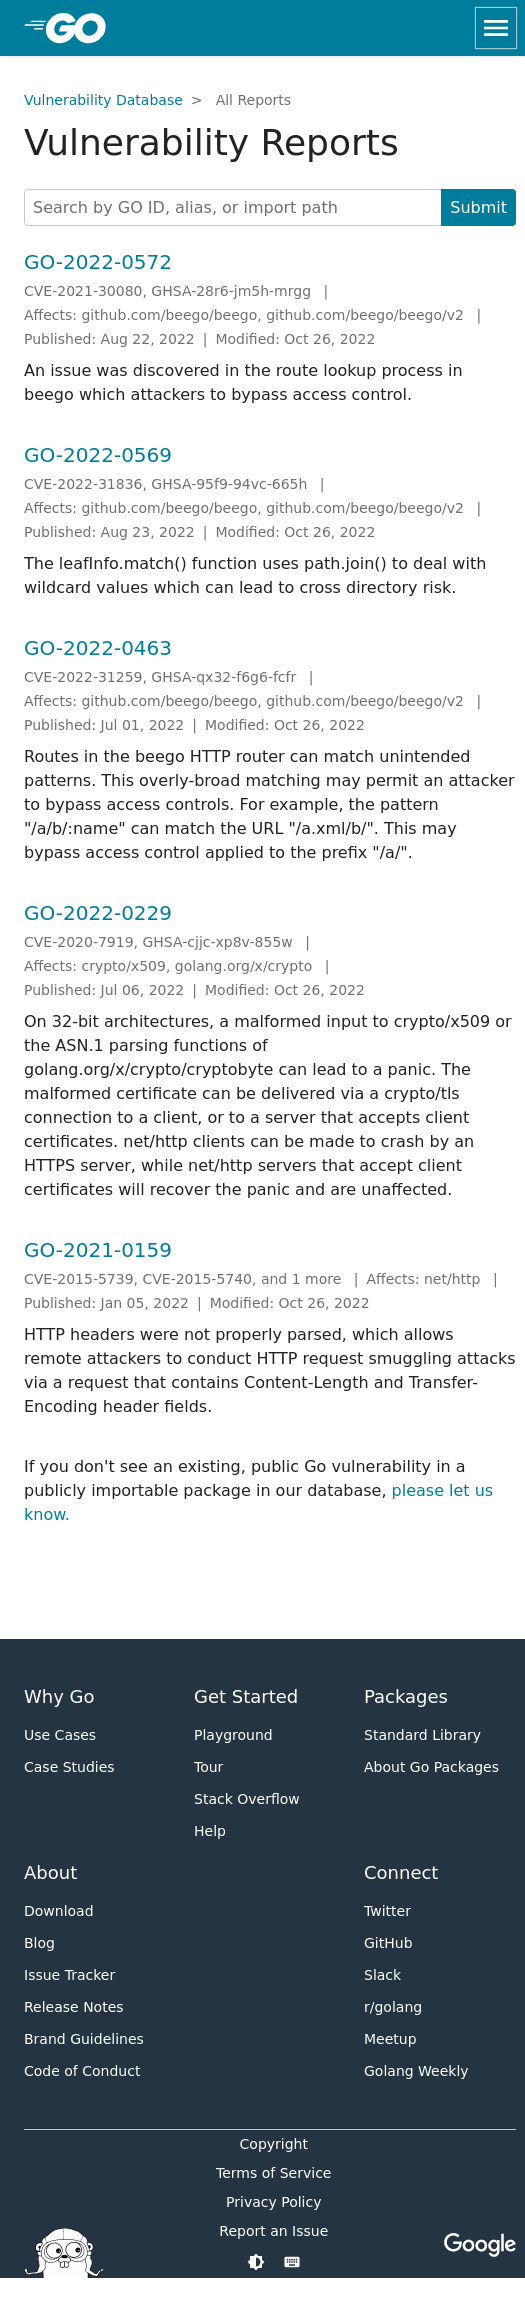 GO
Vulnerability Database > All Reports
Vulnerability Reports
Search by GO ID, alias, or import path Submit
GO-2022-0572
CVE-2021-30080, GHSA-28r6-jm5h-mrgg |
Affects: github.com/beego/beego, github.com/beego/beego/v2 |
Published: Aug 22, 2022 | Modified: Oct 26, 2022
An issue was discovered in the route lookup process in
beego which attackers to bypass access control.
GO-2022-0569
CVE-2022-31836, GHSA-95f9-94vc-665h |
Affects: github.com/beego/beego, github.com/beego/beego/v2 |
Published: Aug 23, 2022 | Modified: Oct 26, 2022
The leafInfo.match() function uses path.join() to deal with
wildcard values which can lead to cross directory risk.
GO-2022-0463
CVE-2022-31259, GHSA-qx32-f6g6-fcfr |
Affects: github.com/beego/beego, github.com/beego/beego/v2 |
Published: Jul 01, 2022 | Modified: Oct 26, 2022
Routes in the beego HTTP router can match unintended
patterns. This overly-broad matching may permit an attacker
to bypass access controls. For example, the pattern
"/a/b/:name" can match the URL "/a.xml/b/". This may
bypass access control applied to the prefix "/a/".
GO-2022-0229
CVE-2020-7919, GHSA-cjjc-xp8v-855w |
Affects: crypto/x509, golang.org/x/crypto |
Published: Jul 06, 2022 | Modified: Oct 26, 2022
On 32-bit architectures, a malformed input to crypto/x509 or
the ASN.1 parsing functions of
golang.org/x/crypto/cryptobyte can lead to a panic. The
malformed certificate can be delivered via a crypto/tls
connection to a client, or to a server that accepts client
certificates. net/http clients can be made to crash by an
HTTPS server, while net/http servers that accept client
certificates will recover the panic and are unaffected.
GO-2021-0159
CVE-2015-5739, CVE-2015-5740, and 1 more | Affects: net/http |
Published: Jan 05, 2022 | Modified: Oct 26, 2022
HTTP headers were not properly parsed, which allows
remote attackers to conduct HTTP request smuggling attacks
via a request that contains Content-Length and Transfer-
Encoding header fields.
If you don't see an existing, public Go vulnerability in a
publicly importable package in our database, please let us
know.
Why Go
Use Cases
Case Studies
Get Started
Playground
Tour
Stack Overflow
Help
Packages
Standard Library
About Go Packages
About
Download
Blog
Issue Tracker
Release Notes
Brand Guidelines
Code of Conduct
Connect
Twitter
GitHub
Slack
r/golang
Meetup
Golang Weekly
Copyright
Terms of Service
Privacy Policy
Report an Issue
Google